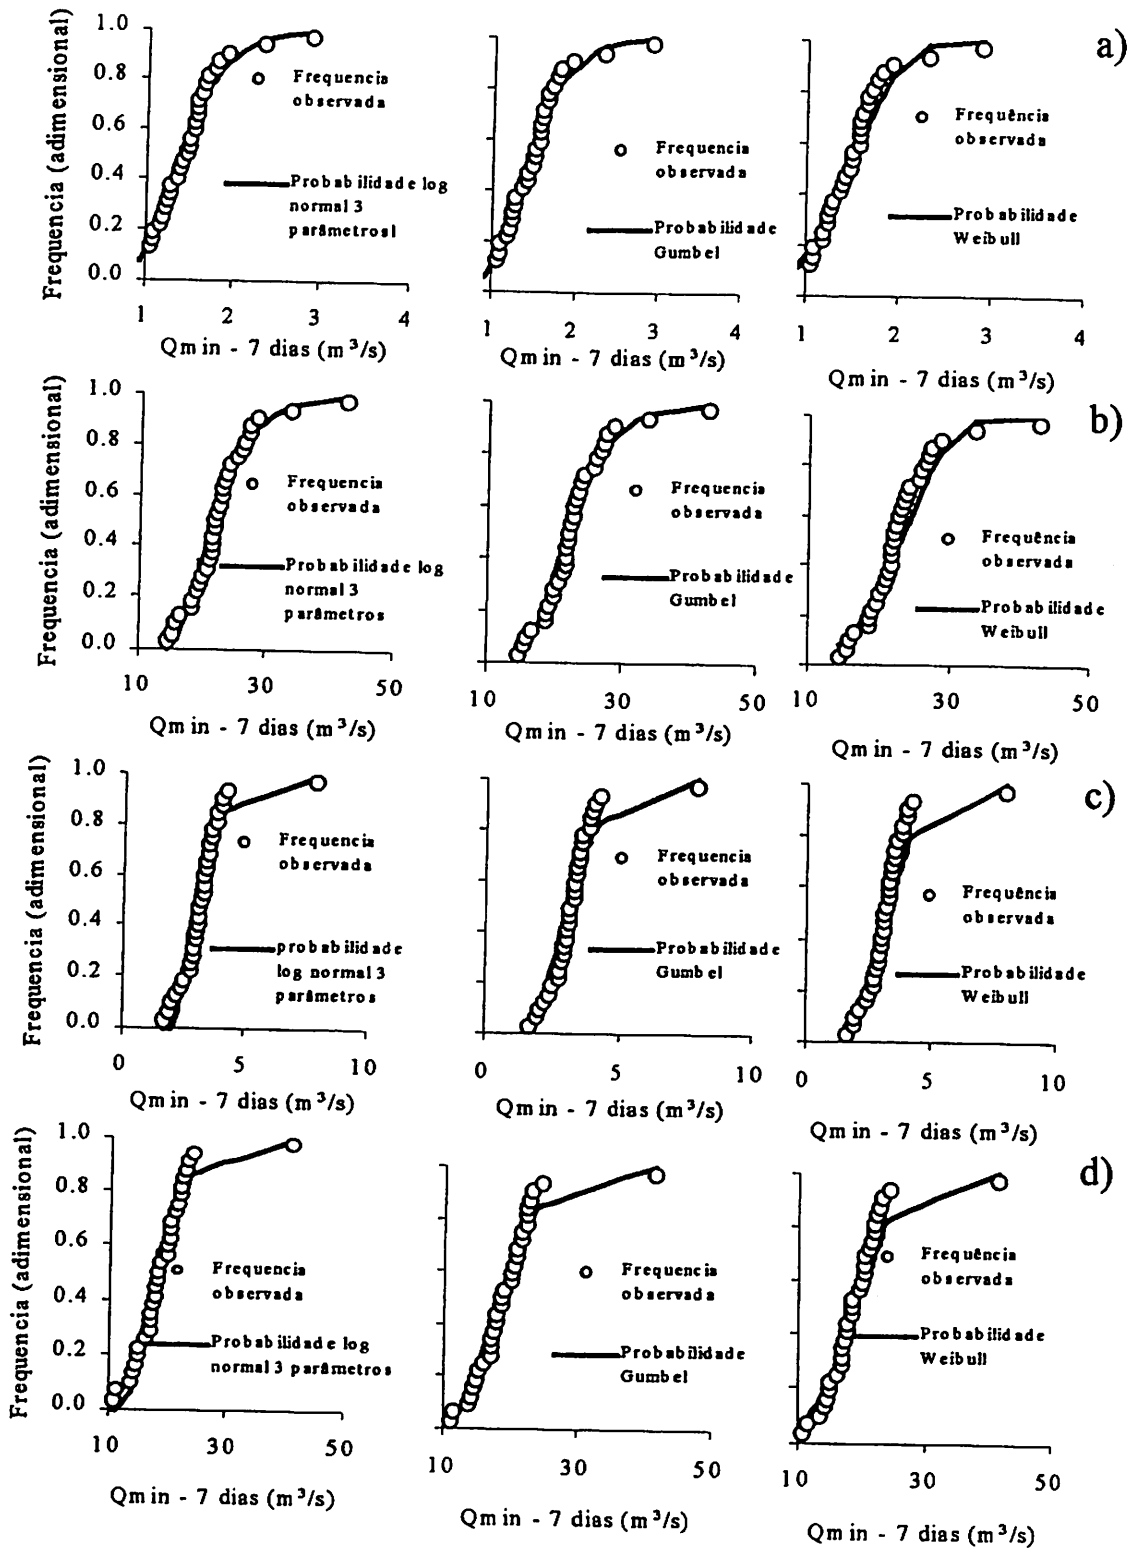 a)
Frequencia (adimensional)
1.0
0.8
0.6
0.4
0.2
0.0
Frequencia
observada
Probabilidade log
normal 3
parâmetrosl
1 2 3 4
Qmin - 7 dias (m³/s)
Frequencia
observada
Probabilidade
Gumbel
1 2 3 4
Qmin - 7 dias (m³/s)
Frequência
observada
Probabilidade
Weibull
1 2 3 4
Qmin - 7 dias (m³/s)
b)
Frequencia (adimensional)
1.0
0.8
0.6
0.4
0.2
0.0
Frequencia
observada
Probabilidade log
normal 3
parâmetros
10 30 50
Qmin - 7 dias (m³/s)
Frequencia
observada
Probabilidade
Gumbel
10 30 50
Qmin - 7 dias (m³/s)
Frequência
observada
Probabilidade
Weibull
10 30 50
Qmin - 7 dias (m³/s)
c)
Frequencia (adimensional)
1.0
0.8
0.6
0.4
0.2
0.0
Frequencia
observada
probabilidade
log normal 3
parâmetros
0 5 10
Qmin - 7 dias (m³/s)
Frequencia
observada
Probabilidade
Gumbel
0 5 10
Qmin - 7 dias (m³/s)
Frequência
observada
Probabilidade
Weibull
0 5 10
Qmin - 7 dias (m³/s)
d)
Frequencia (adimensional)
1.0
0.8
0.6
0.4
0.2
0.0
Frequencia
observada
Probabilidade log
normal 3 parâmetros
10 30 50
Qmin - 7 dias (m³/s)
Frequencia
observada
Probabilidade
Gumbel
10 30 50
Qmin - 7 dias (m³/s)
Frequência
observada
Probabilidade
Weibull
10 30 50
Qmin - 7 dias (m³/s)